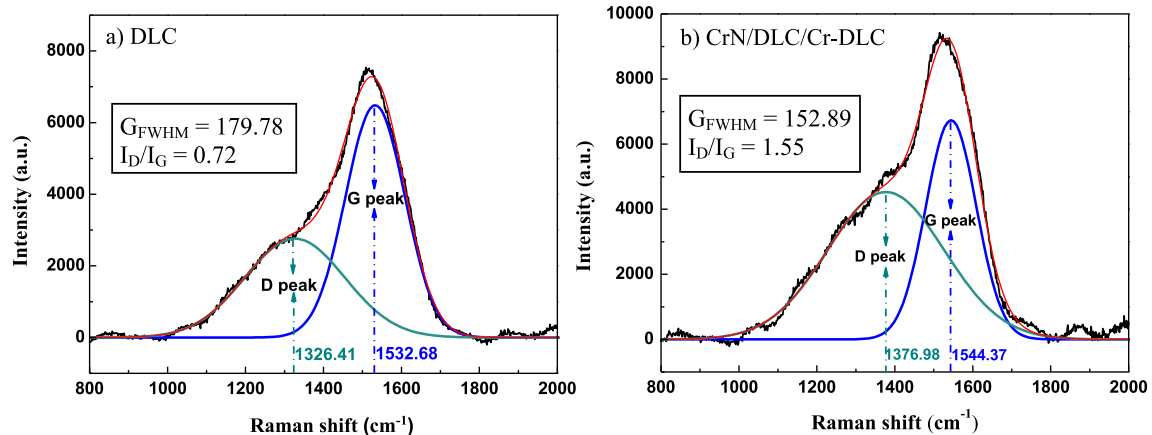 a) DLC
G_FWHM = 179.78
I_D/I_G = 0.72
G peak
D peak
1326.41
1532.68
8000
6000
4000
2000
0
800 1000 1200 1400 1600 1800 2000
Intensity (a.u.)
Raman shift (cm⁻¹)
b) CrN/DLC/Cr-DLC
G_FWHM = 152.89
I_D/I_G = 1.55
G peak
D peak
1376.98
1544.37
10000
8000
6000
4000
2000
0
800 1000 1200 1400 1600 1800 2000
Intensity (a.u.)
Raman shift (cm⁻¹)